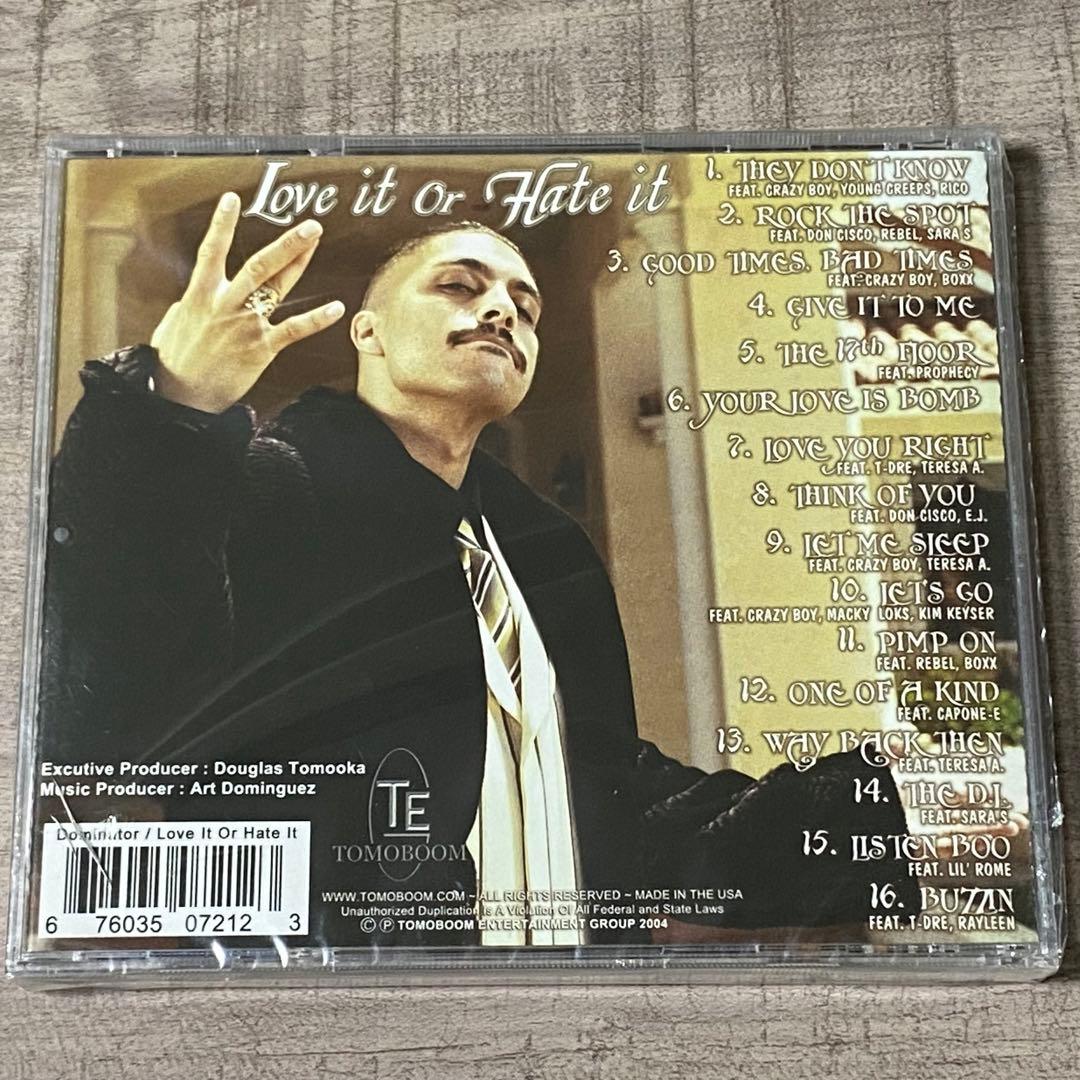 Love it Or Hate it
1. THEY DON'T KNOW
FEAT. CRAZY BOY, YOUNG CREEPS, RICO
2. ROCK THE SPOT
FEAT. DON CISCO, REBEL, SARA S
3. GOOD TIMES, BAD TIMES
FEAT. CRAZY BOY, BOXX
4. GIVE IT TO ME
5. THE 17th FLOOR
FEAT. PROPHECY
6. YOUR LOVE IS BOMB
7. LOVE YOU RIGHT
FEAT. T-DRE, TERESA A.
8. THINK OF YOU
FEAT. DON CISCO, E.J.
9. LET ME SLEEP
FEAT. CRAZY BOY, TERESA A.
10. LET'S GO
FEAT. CRAZY BOY, MACKY LOKS, KIM KEYSER
11. PIMP ON
FEAT. REBEL, BOXX
12. ONE OF A KIND
FEAT. CAPONE-E
13. WAY BACK THEN
FEAT. TERESA A.
14. THE D.L.
FEAT. SARA S
15. LISTEN BOO
FEAT. LIL' ROME
16. BUZZAN
FEAT. T-DRE, RAYLEEN
Excutive Producer : Douglas Tomooka
Music Producer : Art Dominguez
TE
TOMOBOOM
Dominator / Love It Or Hate It
6 76035 07212 3
WWW.TOMOBOOM.COM ~ ALL RIGHTS RESERVED ~ MADE IN THE USA
Unauthorized Duplication Is A Violation Of All Federal and State Laws
© ℗ TOMOBOOM ENTERTAINMENT GROUP 2004